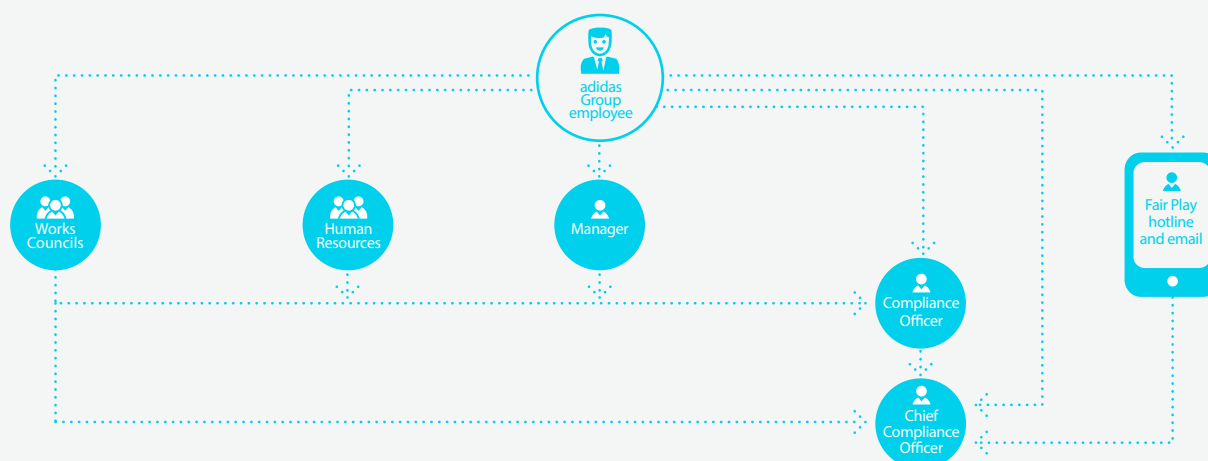 adidas
Group
employee
Works
Councils
Human
Resources
Manager
Fair Play
hotline
and email
Compliance
Officer
Chief
Compliance
Officer